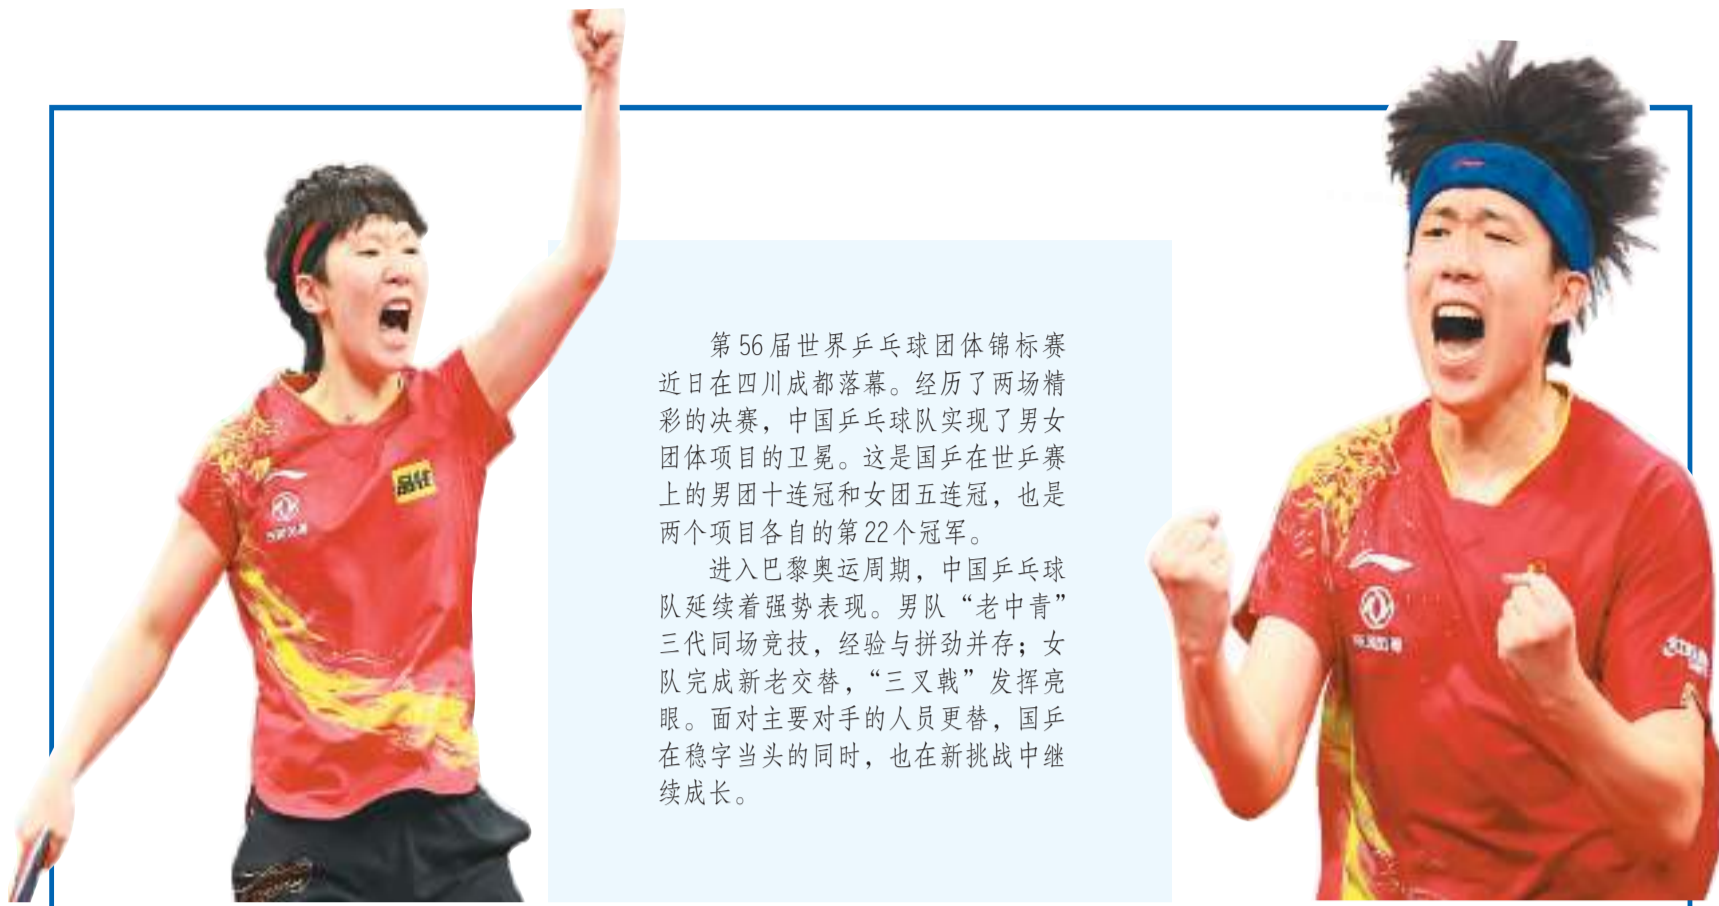 第56届世界乒乓球团体锦标赛
近日在四川成都落幕。经历了两场精
彩的决赛，中国乒乓球队实现了男女
团体项目的卫冕。这是国乒在世乒赛
上的男团十连冠和女团五连冠，也是
两个项目各自的第22个冠军。
进入巴黎奥运周期，中国乒乓球
队延续着强势表现。男队“老中青”
三代同场竞技，经验与拼劲并存；女
队完成新老交替，“三叉戟”发挥亮
眼。面对主要对手的人员更替，国乒
在稳字当头的同时，也在新挑战中继
续成长。